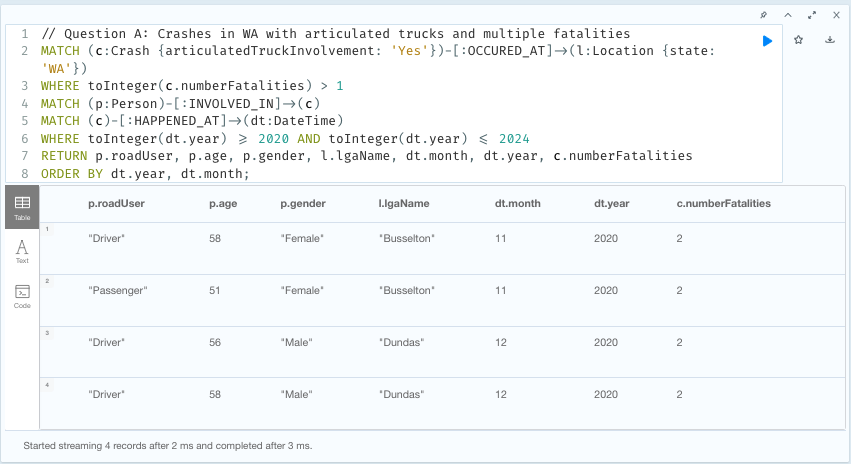 1 // Question A: Crashes in WA with articulated trucks and multiple fatalities
2 MATCH (c:Crash {articulatedTruckInvolvement: 'Yes'})-[:OCCURED_AT]→(l:Location {state:
'WA'})
3 WHERE toInteger(c.numberFatalities) > 1
4 MATCH (p:Person)-[:INVOLVED_IN]→(c)
5 MATCH (c)-[:HAPPENED_AT]→(dt:DateTime)
6 WHERE toInteger(dt.year) ≥ 2020 AND toInteger(dt.year) ≤ 2024
7 RETURN p.roadUser, p.age, p.gender, l.lgaName, dt.month, dt.year, c.numberFatalities
8 ORDER BY dt.year, dt.month;
Table
Text
Code
p.roadUser p.age p.gender l.lgaName dt.month dt.year c.numberFatalities
1 "Driver" 58 "Female" "Busselton" 11 2020 2
2 "Passenger" 51 "Female" "Busselton" 11 2020 2
3 "Driver" 56 "Male" "Dundas" 12 2020 2
4 "Driver" 58 "Male" "Dundas" 12 2020 2
Started streaming 4 records after 2 ms and completed after 3 ms.